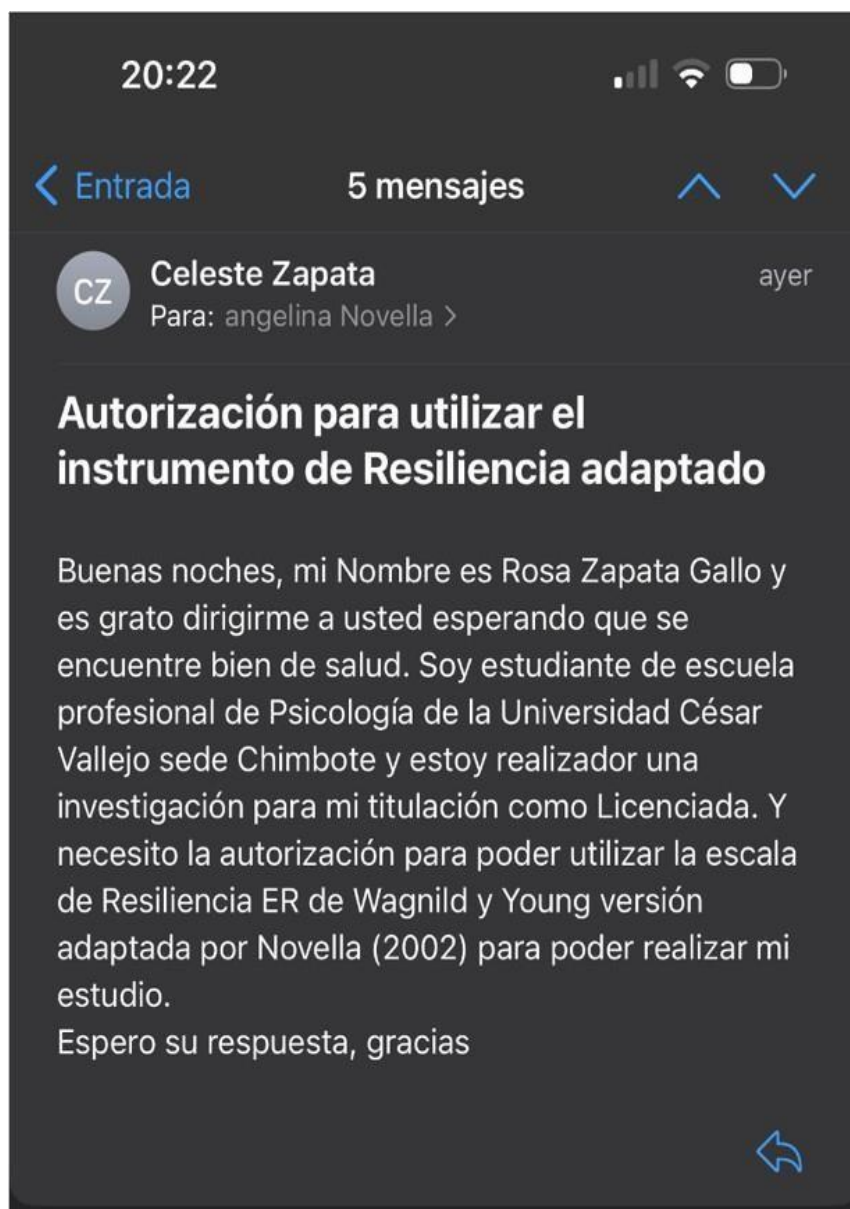 20:22
Entrada
5 mensajes
CZ
Celeste Zapata
ayer
Para: angelina Novella
Autorización para utilizar el
instrumento de Resiliencia adaptado
Buenas noches, mi Nombre es Rosa Zapata Gallo y
es grato dirigirme a usted esperando que se
encuentre bien de salud. Soy estudiante de escuela
profesional de Psicología de la Universidad César
Vallejo sede Chimbote y estoy realizador una
investigación para mi titulación como Licenciada. Y
necesito la autorización para poder utilizar la escala
de Resiliencia ER de Wagnild y Young versión
adaptada por Novella (2002) para poder realizar mi
estudio.
Espero su respuesta, gracias